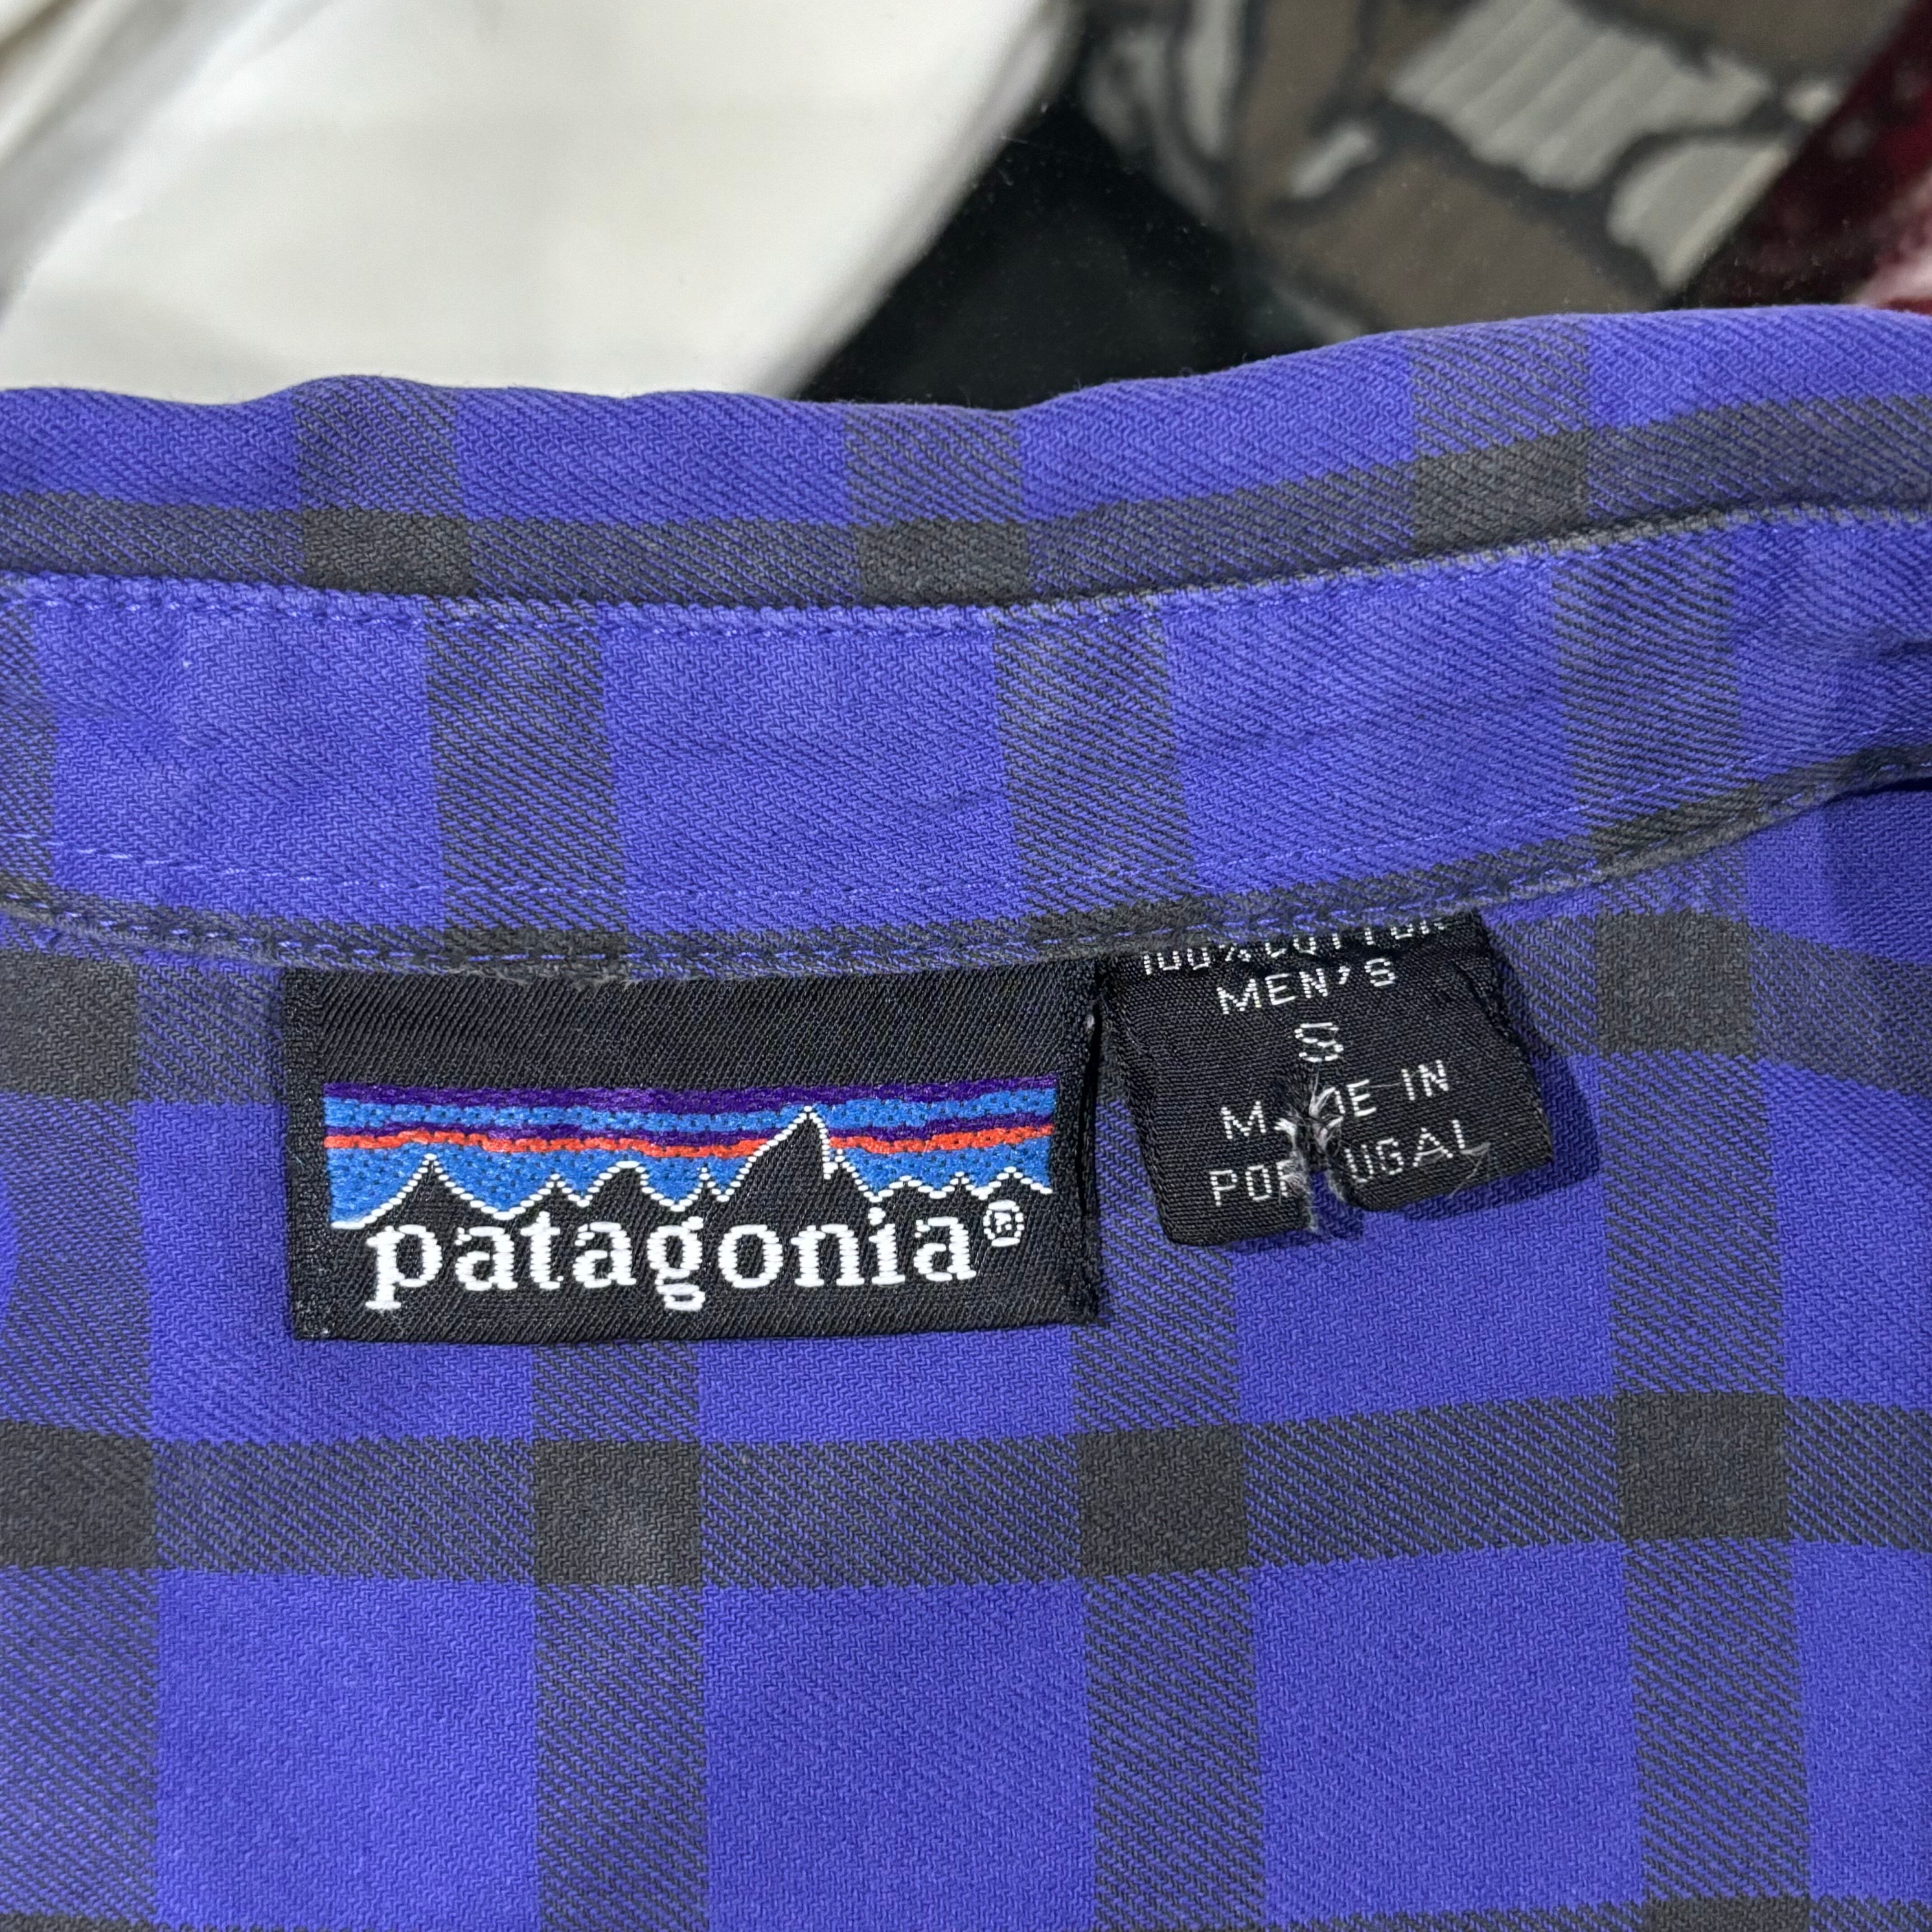 patagonia®
100% COTTON
MEN'S
S
MADE IN
PORTUGAL